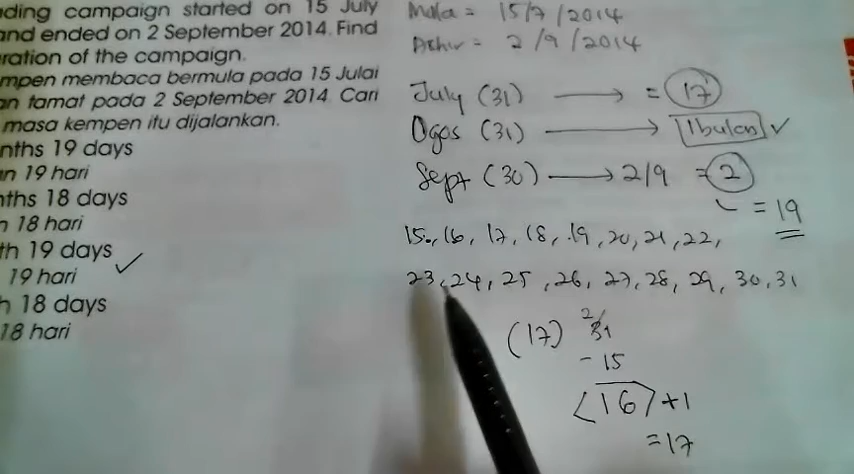 ding campaign started on 15 July
and ended on 2 September 2014. Find
ration of the campaign.
mpen membaca bermula pada 15 Julai
an tamat pada 2 September 2014. Cari
masa kempen itu dijalankan.
nths 19 days
n 19 hari
nths 18 days
n 18 hari
th 19 days ✓
19 hari
h 18 days
18 hari
Mula = 15/7/2014
Akhir = 2/9/2014
July (31) → = 17
Ogos (31) → 1 bulan ✓
Sept (30) → 2/9 = 2
= 19
15, 16, 17, 18, 19, 20, 21, 22,
23, 24, 25, 26, 27, 28, 29, 30, 31
(17) 31
- 15
(16) + 1
= 17